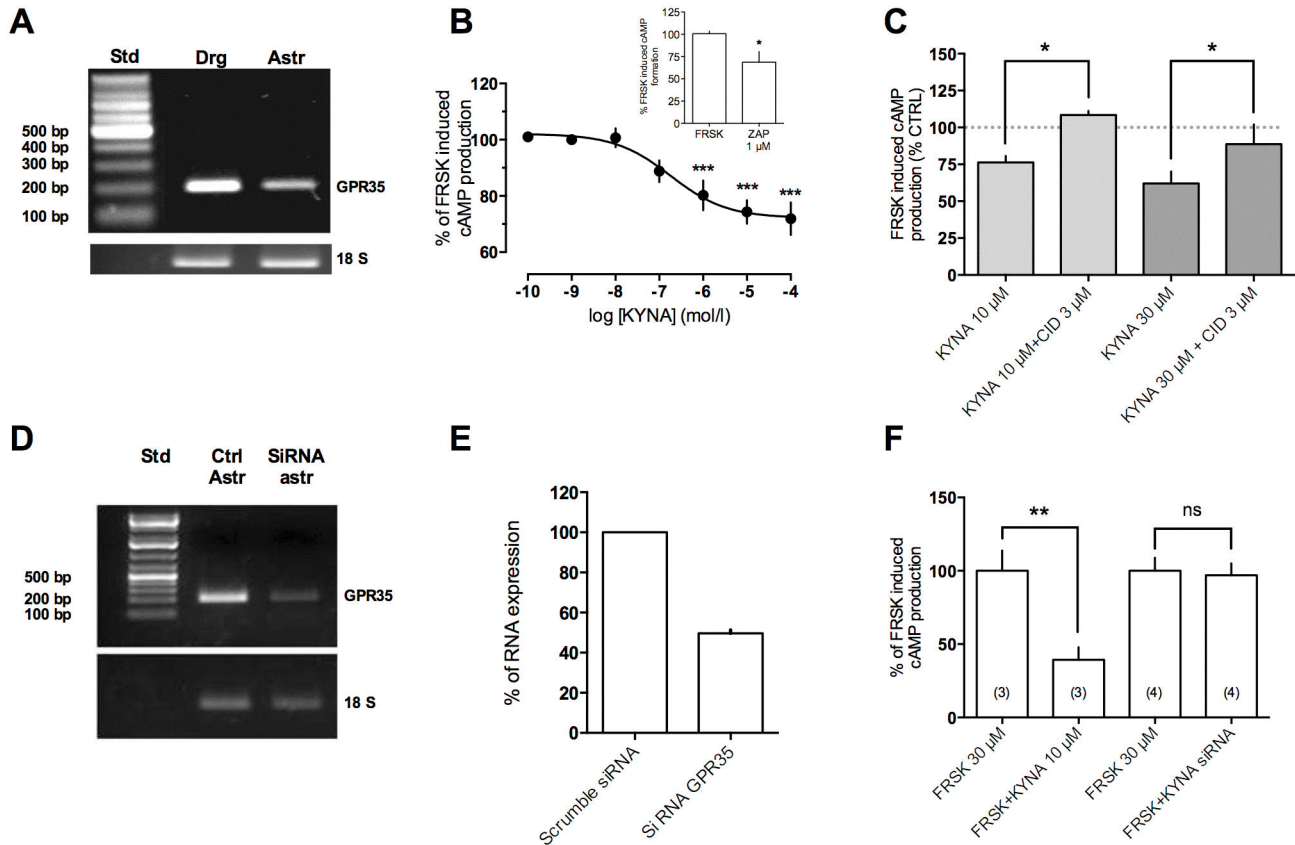 A
Std Drg Astr
500 bp
400 bp
300 bp
200 bp
100 bp
GPR35
18 S
B
% FRSK induced cAMP
formation
125
100
75
50
25
0
*
FRSK ZAP
1 µM
% of FRSK induced
cAMP production
120
100
80
60
*** *** ***
-10 -9 -8 -7 -6 -5 -4
log [KYNA] (mol/l)
C
FRSK induced cAMP
production (% CTRL)
150
125
100
75
50
25
0
* *
KYNA 10 µM
KYNA 10 µM+CID 3 µM
KYNA 30 µM
KYNA 30 µM + CID 3 µM
D
Std Ctrl SiRNA
Astr astr
500 bp
200 bp
100 bp
GPR35
18 S
E
% of RNA expression
120
100
80
60
40
20
0
Scrumble siRNA
Si RNA GPR35
F
% of FRSK induced
cAMP production
150
100
50
0
** ns
(3) (3) (4) (4)
FRSK 30 µM
FRSK+KYNA 10 µM
FRSK 30 µM
FRSK+KYNA siRNA